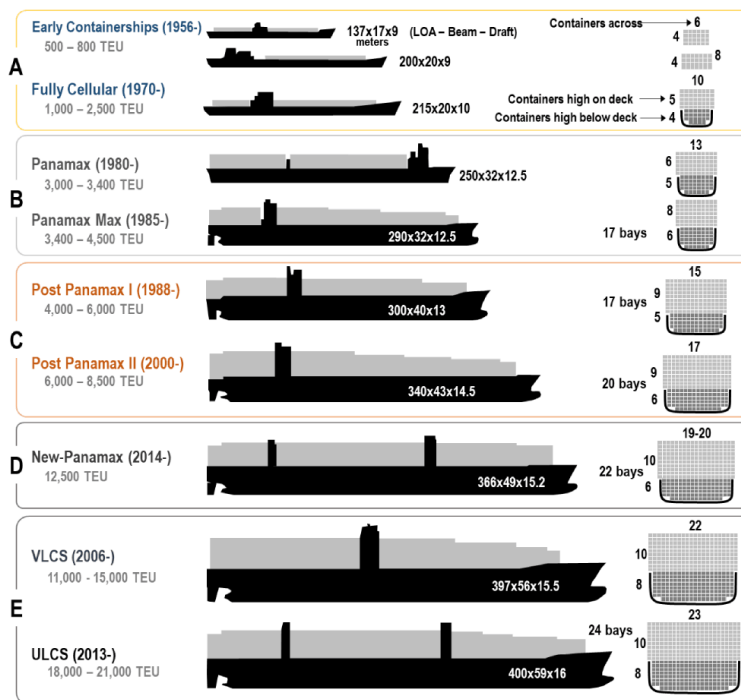 Early Containerships (1956-)
500 – 800 TEU
137x17x9
meters
(LOA – Beam – Draft)
200x20x9
Containers across
6
4
4
8
A
Fully Cellular (1970-)
1,000 – 2,500 TEU
215x20x10
10
Containers high on deck
5
Containers high below deck
4
B
Panamax (1980-)
3,000 – 3,400 TEU
250x32x12.5
13
6
5
Panamax Max (1985-)
3,400 – 4,500 TEU
290x32x12.5
17 bays
8
6
C
Post Panamax I (1988-)
4,000 – 6,000 TEU
300x40x13
17 bays
15
9
5
Post Panamax II (2000-)
6,000 – 8,500 TEU
340x43x14.5
20 bays
17
9
6
D
New-Panamax (2014-)
12,500 TEU
366x49x15.2
22 bays
19-20
10
6
E
VLCS (2006-)
11,000 - 15,000 TEU
397x56x15.5
22
10
8
ULCS (2013-)
18,000 – 21,000 TEU
400x59x16
24 bays
23
10
8